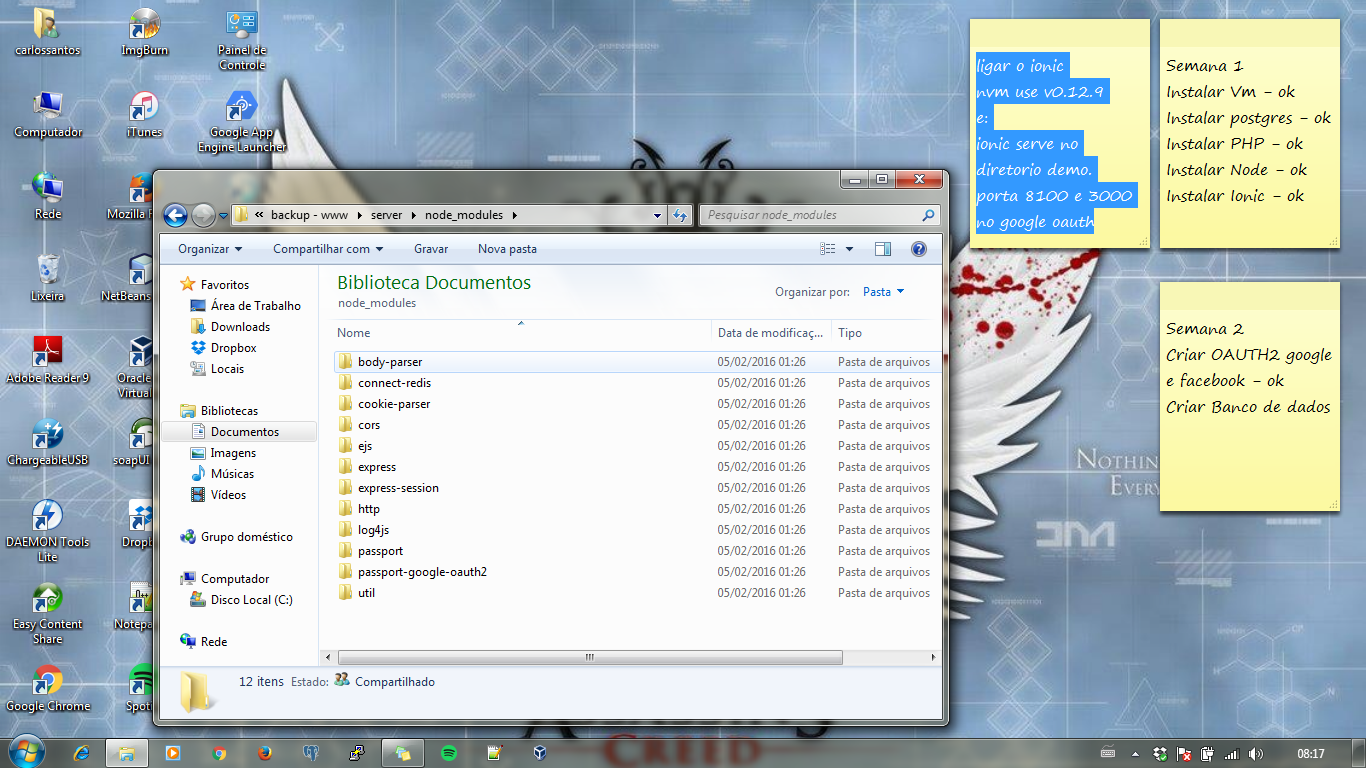 carlossantos
ImgBurn
Painel de
Controle
Computador
iTunes
Google App
Engine Launcher
Rede
Mozilla
Lixeira
NetBeans
Adobe Reader 9
Oracle
Virtual
ChargeableUSB
soapUI
DAEMON Tools
Lite
Easy Content
Share
Google Chrome
« backup - www
server
node_modules
Pesquisar node_modules
Organizar
Compartilhar com
Gravar
Nova pasta
Favoritos
Área de Trabalho
Downloads
Dropbox
Locais
Bibliotecas
Documentos
Imagens
Músicas
Vídeos
Grupo doméstico
Computador
Disco Local (C:)
Rede
Biblioteca Documentos
node_modules
Organizar por: Pasta
Nome Data de modificaç... Tipo
body-parser 05/02/2016 01:26 Pasta de arquivos
connect-redis 05/02/2016 01:26 Pasta de arquivos
cookie-parser 05/02/2016 01:26 Pasta de arquivos
cors 05/02/2016 01:26 Pasta de arquivos
ejs 05/02/2016 01:26 Pasta de arquivos
express 05/02/2016 01:26 Pasta de arquivos
express-session 05/02/2016 01:26 Pasta de arquivos
http 05/02/2016 01:26 Pasta de arquivos
log4js 05/02/2016 01:26 Pasta de arquivos
passport 05/02/2016 01:26 Pasta de arquivos
passport-google-oauth2 05/02/2016 01:26 Pasta de arquivos
util 05/02/2016 01:26 Pasta de arquivos
12 itens Estado: Compartilhado
ligar o ionic
nvm use v0.12.9
e:
ionic serve no
diretorio demo.
porta 8100 e 3000
no google oauth
Semana 1
Instalar Vm - ok
Instalar postgres - ok
Instalar PHP - ok
Instalar Node - ok
Instalar Ionic - ok
Semana 2
Criar OAUTH2 google
e facebook - ok
Criar Banco de dados
08:17